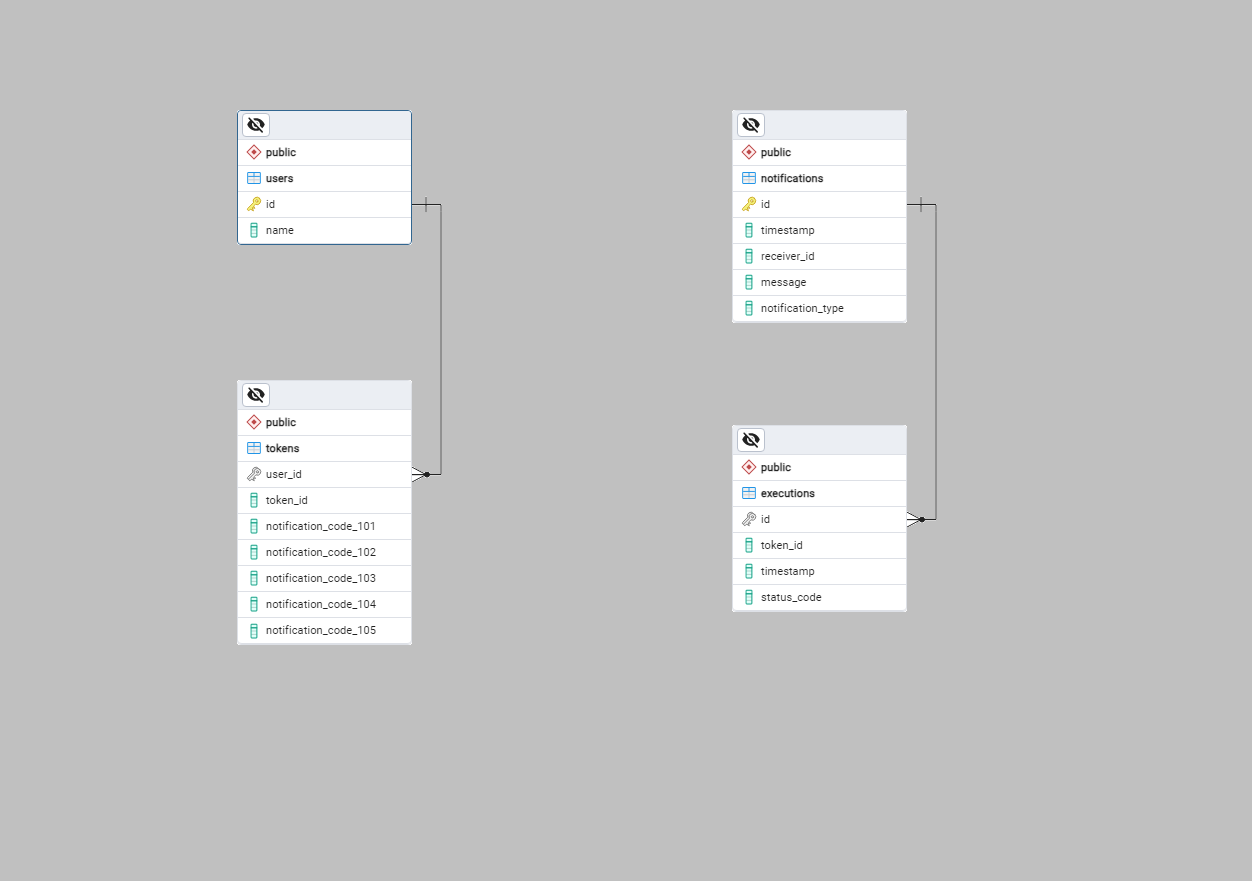 public
users
id
name
public
tokens
user_id
token_id
notification_code_101
notification_code_102
notification_code_103
notification_code_104
notification_code_105
public
notifications
id
timestamp
receiver_id
message
notification_type
public
executions
id
token_id
timestamp
status_code